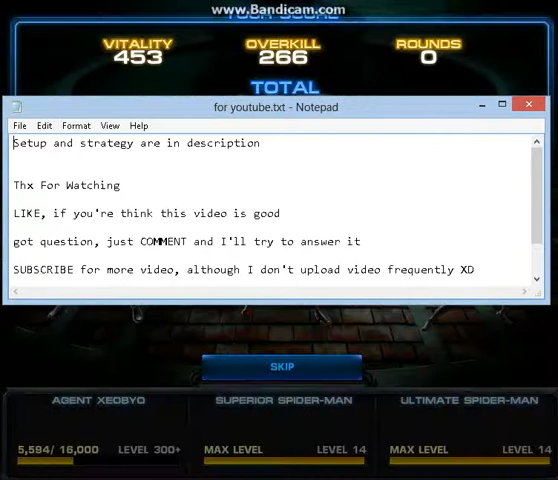 www.Bandicam.com
YOUR SCORE
VITALITY OVERKILL ROUNDS
453 266 0
TOTAL
for youtube.txt - Notepad
File Edit Format View Help
Setup and strategy are in description
Thx For Watching
LIKE, if you're think this video is good
got question, just COMMENT and I'll try to answer it
SUBSCRIBE for more video, although I don't upload video frequently XD
SKIP
AGENT XEOBYO SUPERIOR SPIDER-MAN ULTIMATE SPIDER-MAN
5,594/ 16,000 LEVEL 300+ MAX LEVEL LEVEL 14 MAX LEVEL LEVEL 14